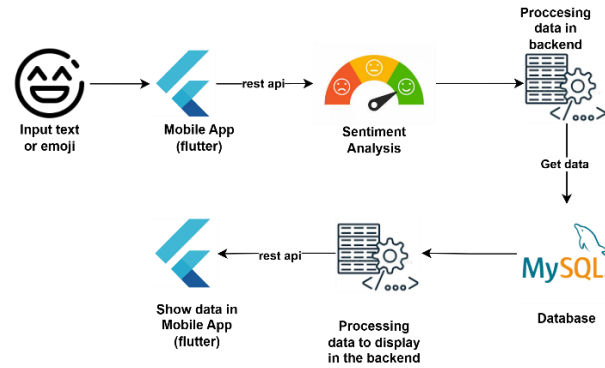 Proccesing
data in
backend
Input text
or emoji
rest api
Mobile App
(flutter)
Sentiment
Analysis
</...>
Get data
MySQL
Database
</...>
Processing
data to display
in the backend
rest api
Show data in
Mobile App
(flutter)